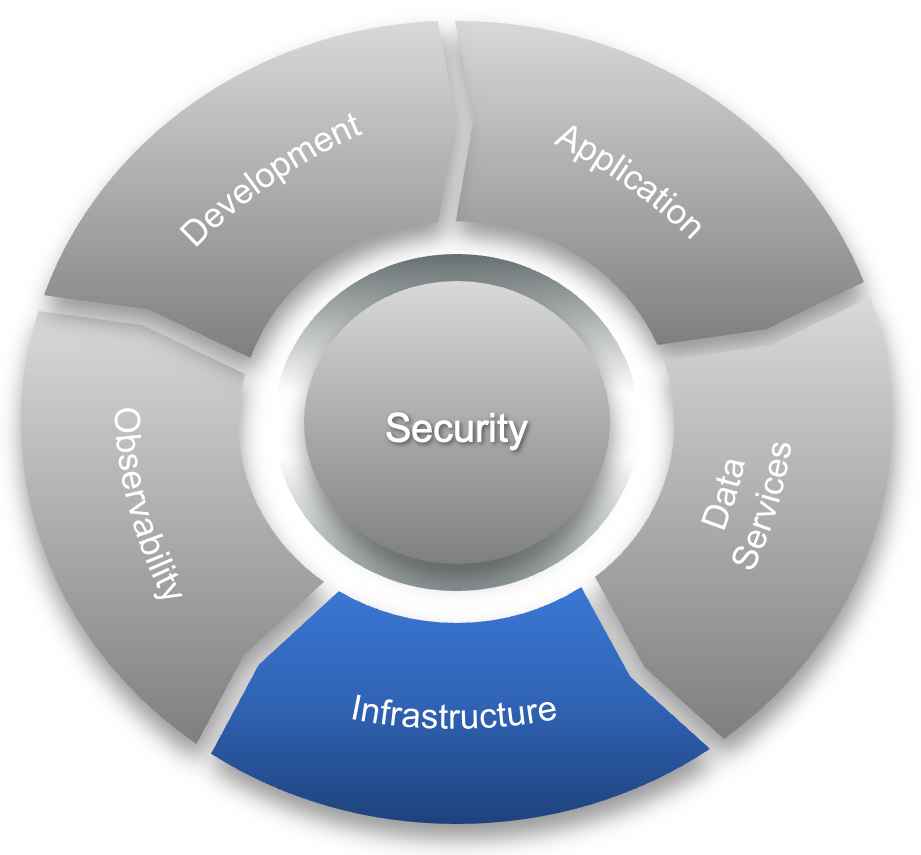 Development
Application
Observability
Security
Data
Services
Infrastructure